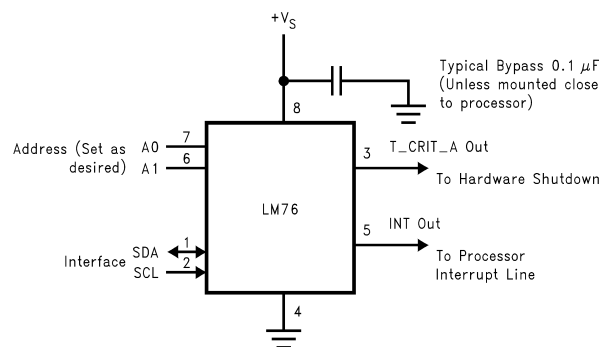 +VS
Typical Bypass 0.1 μF
(Unless mounted close
to processor)
8
Address (Set as
desired)
A0
7
A1
6
3
T_CRIT_A Out
To Hardware Shutdown
LM76
5
INT Out
To Processor
Interrupt Line
Interface
SDA
1
SCL
2
4